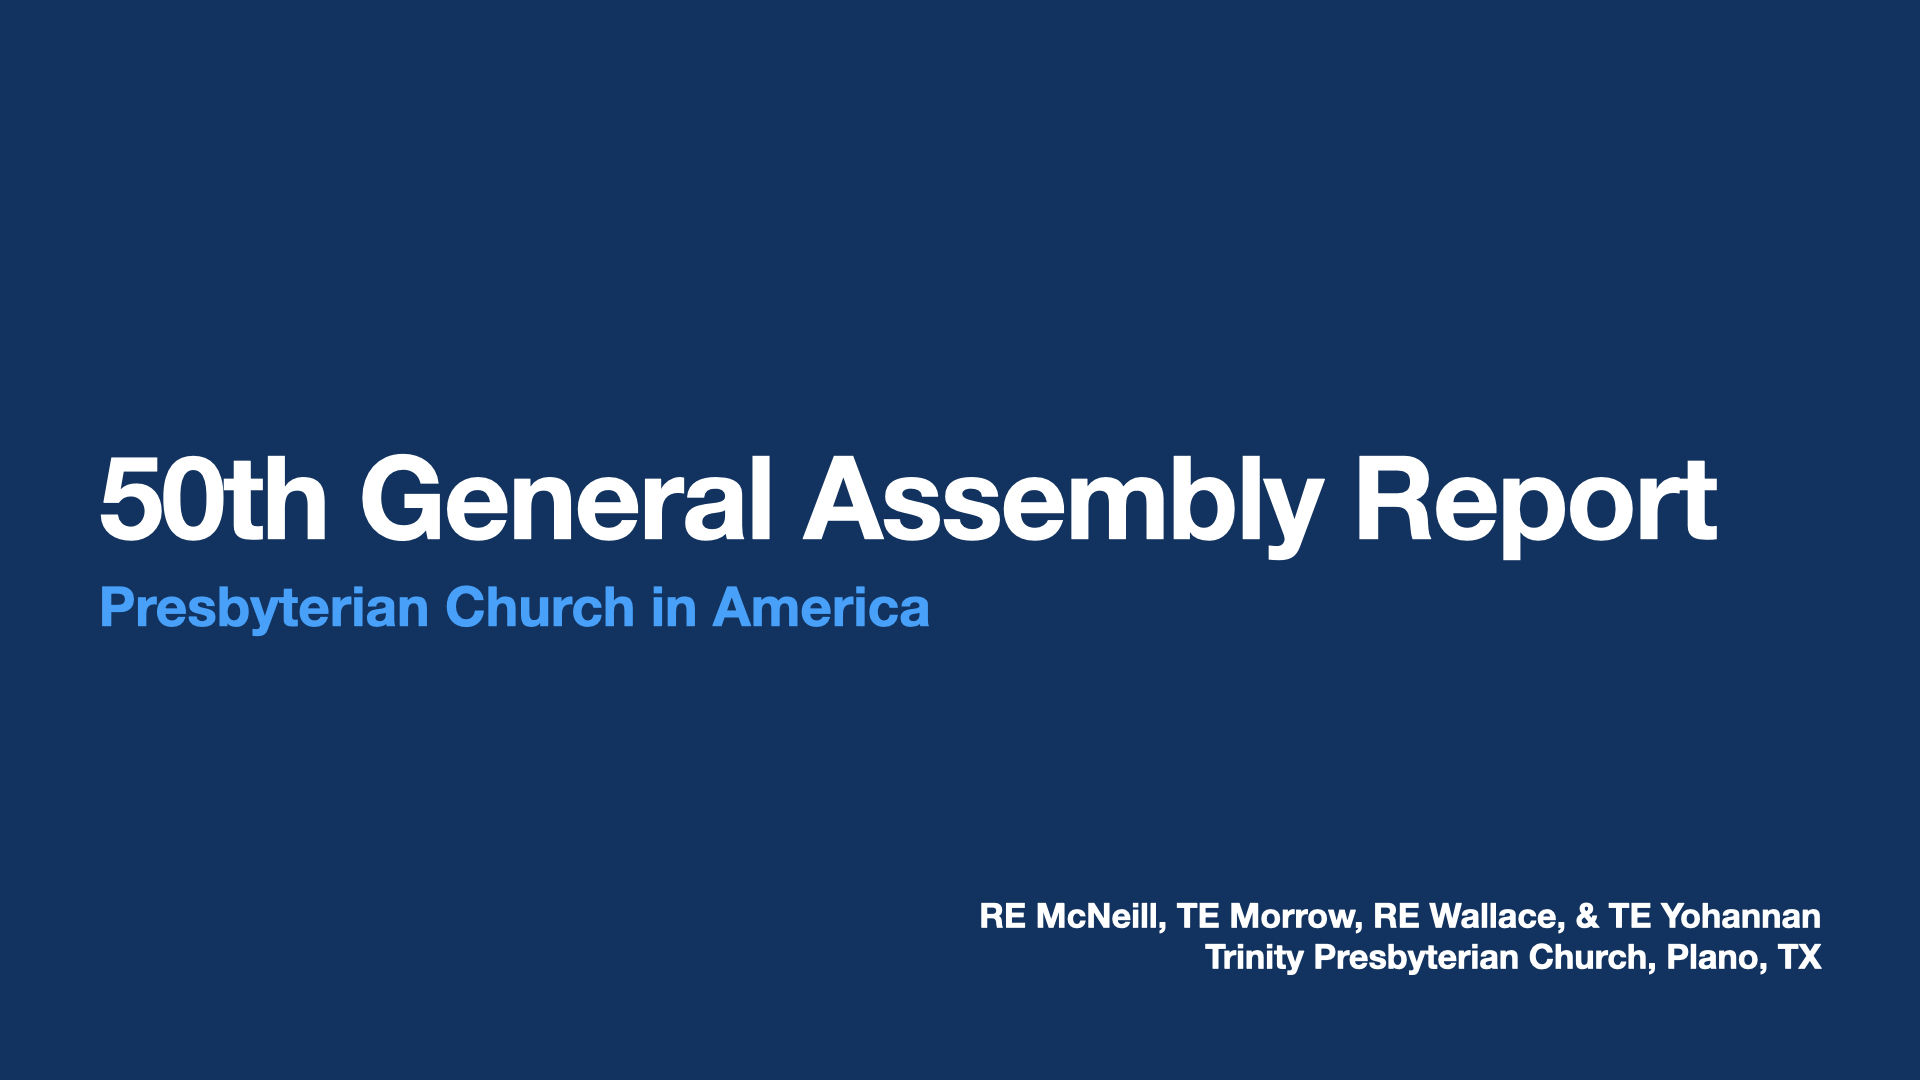 50th General Assembly Report
Presbyterian Church in America
RE McNeill, TE Morrow, RE Wallace, & TE Yohannan
Trinity Presbyterian Church, Plano, TX